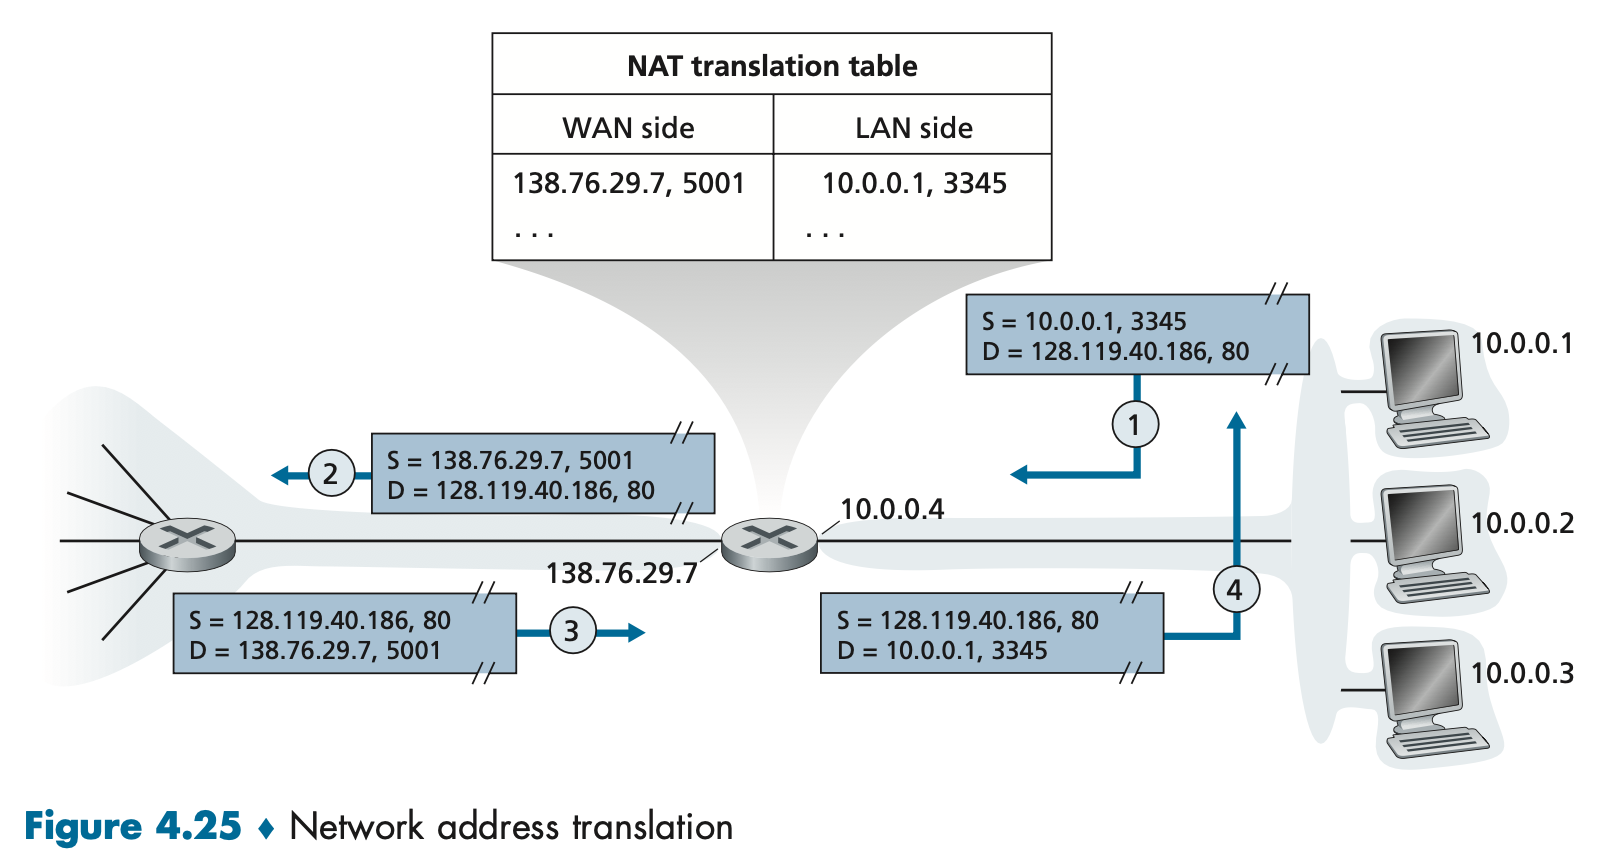 NAT translation table
WAN side LAN side
138.76.29.7, 5001 10.0.0.1, 3345
. . . . . .
S = 10.0.0.1, 3345
D = 128.119.40.186, 80
10.0.0.1
1
S = 138.76.29.7, 5001
D = 128.119.40.186, 80
2
10.0.0.4
10.0.0.2
138.76.29.7
S = 128.119.40.186, 80
D = 138.76.29.7, 5001
3
S = 128.119.40.186, 80
D = 10.0.0.1, 3345
4
10.0.0.3
Figure 4.25 ♦ Network address translation